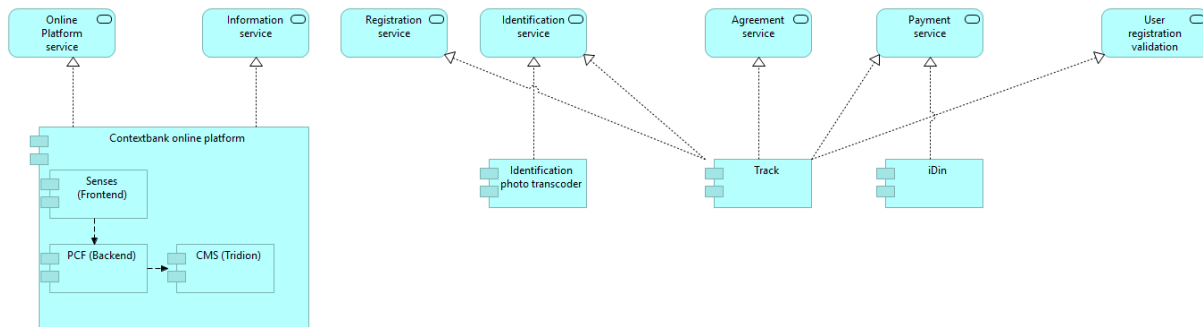 Online
Platform
service
Information
service
Registration
service
Identification
service
Agreement
service
Payment
service
User
registration
validation
Contextbank online platform
Senses
(Frontend)
PCF (Backend)
CMS (Tridion)
Identification
photo transcoder
Track
iDin